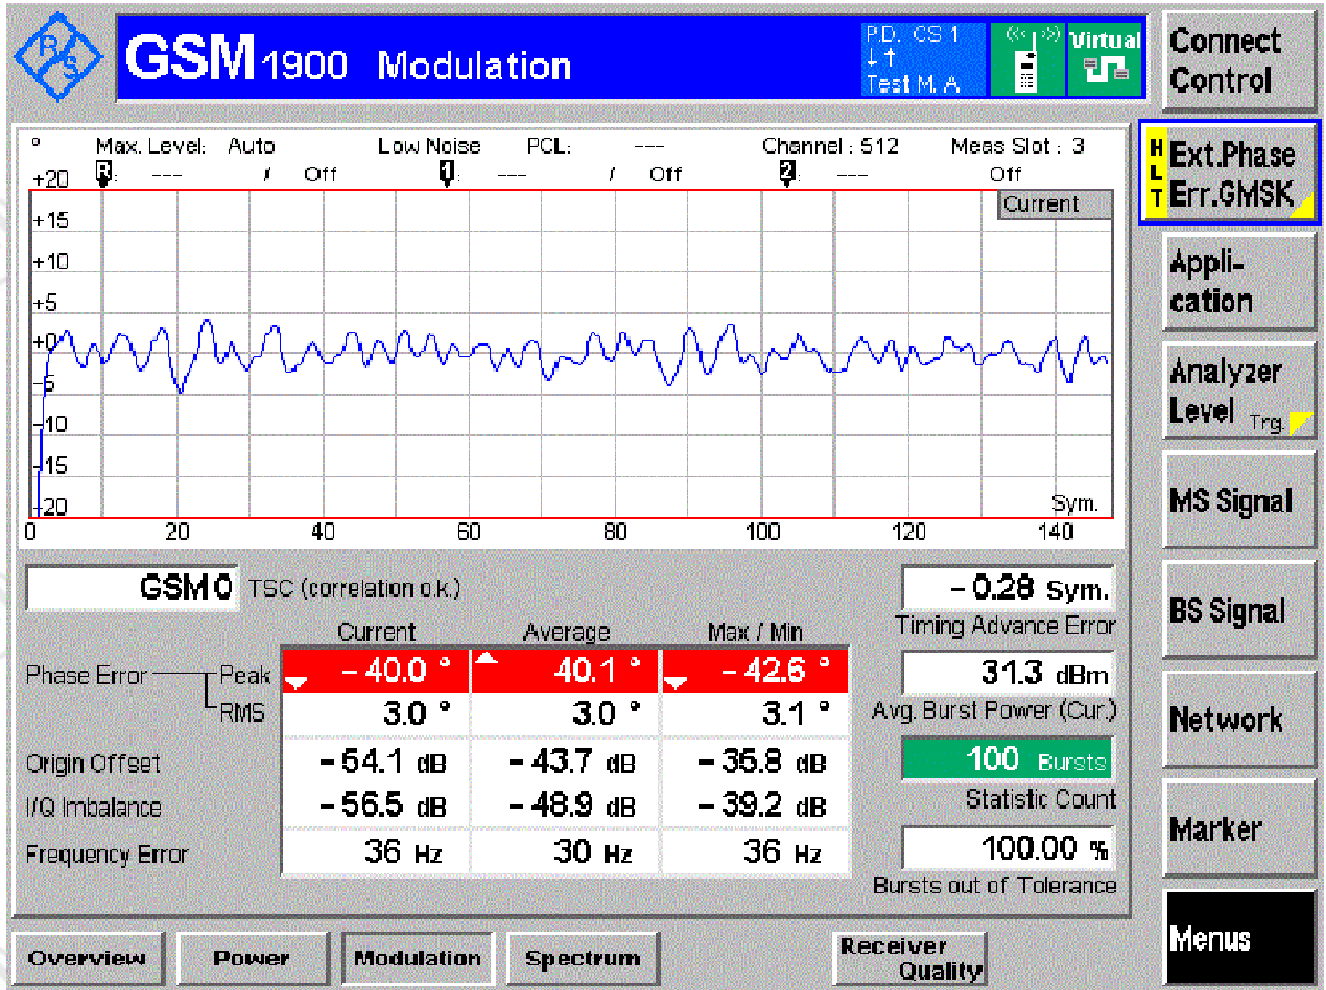 R S
GSM 1900 Modulation
P.D. CS 1
Test M. A.
Virtual
Connect
Control
° Max. Level: Auto Low Noise PCL: --- Channel : 512 Meas Slot : 3
R : --- / Off 1 : --- / Off 2 : --- Off
Current
+20
+15
+10
+5
+0
-5
-10
-15
-20
Sym.
0 20 40 60 80 100 120 140
GSM 0 TSC (correlation o.k.)
Current Average Max / Min
Phase Error Peak - 40.0 ° 40.1 ° - 42.6 °
RMS 3.0 ° 3.0 ° 3.1 °
Origin Offset - 54.1 dB - 43.7 dB - 35.8 dB
I/Q Imbalance - 56.5 dB - 48.9 dB - 39.2 dB
Frequency Error 36 Hz 30 Hz 36 Hz
- 0.28 Sym.
Timing Advance Error
31.3 dBm
Avg. Burst Power (Cur.)
100 Bursts
Statistic Count
100.00 %
Bursts out of Tolerance
HLT
Ext.Phase
Err.GMSK
Appli-
cation
Analyzer
Level Trg.
MS Signal
BS Signal
Network
Marker
Menus
Overview Power Modulation Spectrum Receiver
Quality